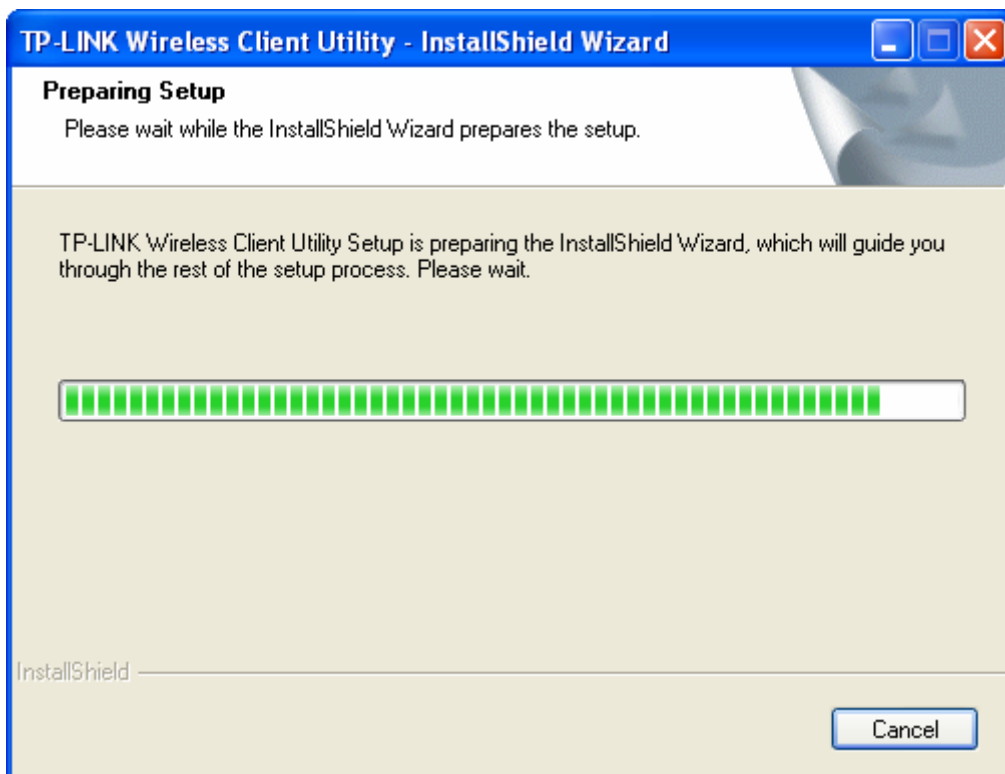 TP-LINK Wireless Client Utility - InstallShield Wizard
Preparing Setup
Please wait while the InstallShield Wizard prepares the setup.
TP-LINK Wireless Client Utility Setup is preparing the InstallShield Wizard, which will guide you
through the rest of the setup process. Please wait.
InstallShield
Cancel